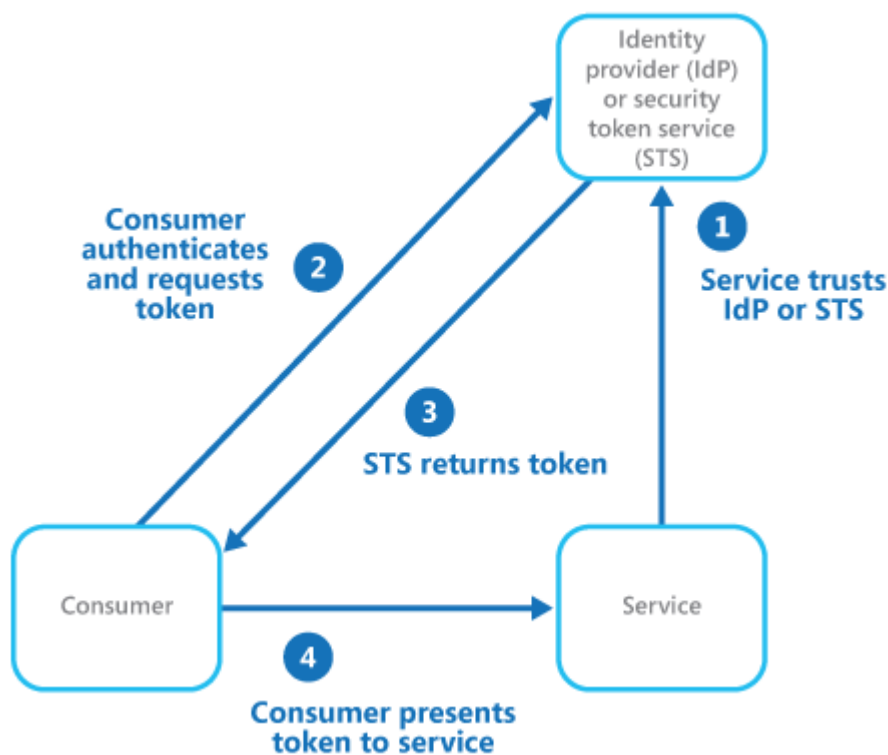 Identity
provider (IdP)
or security
token service
(STS)
1
Service trusts
IdP or STS
Consumer
authenticates
and requests
token
2
3
STS returns token
Consumer
Service
4
Consumer presents
token to service